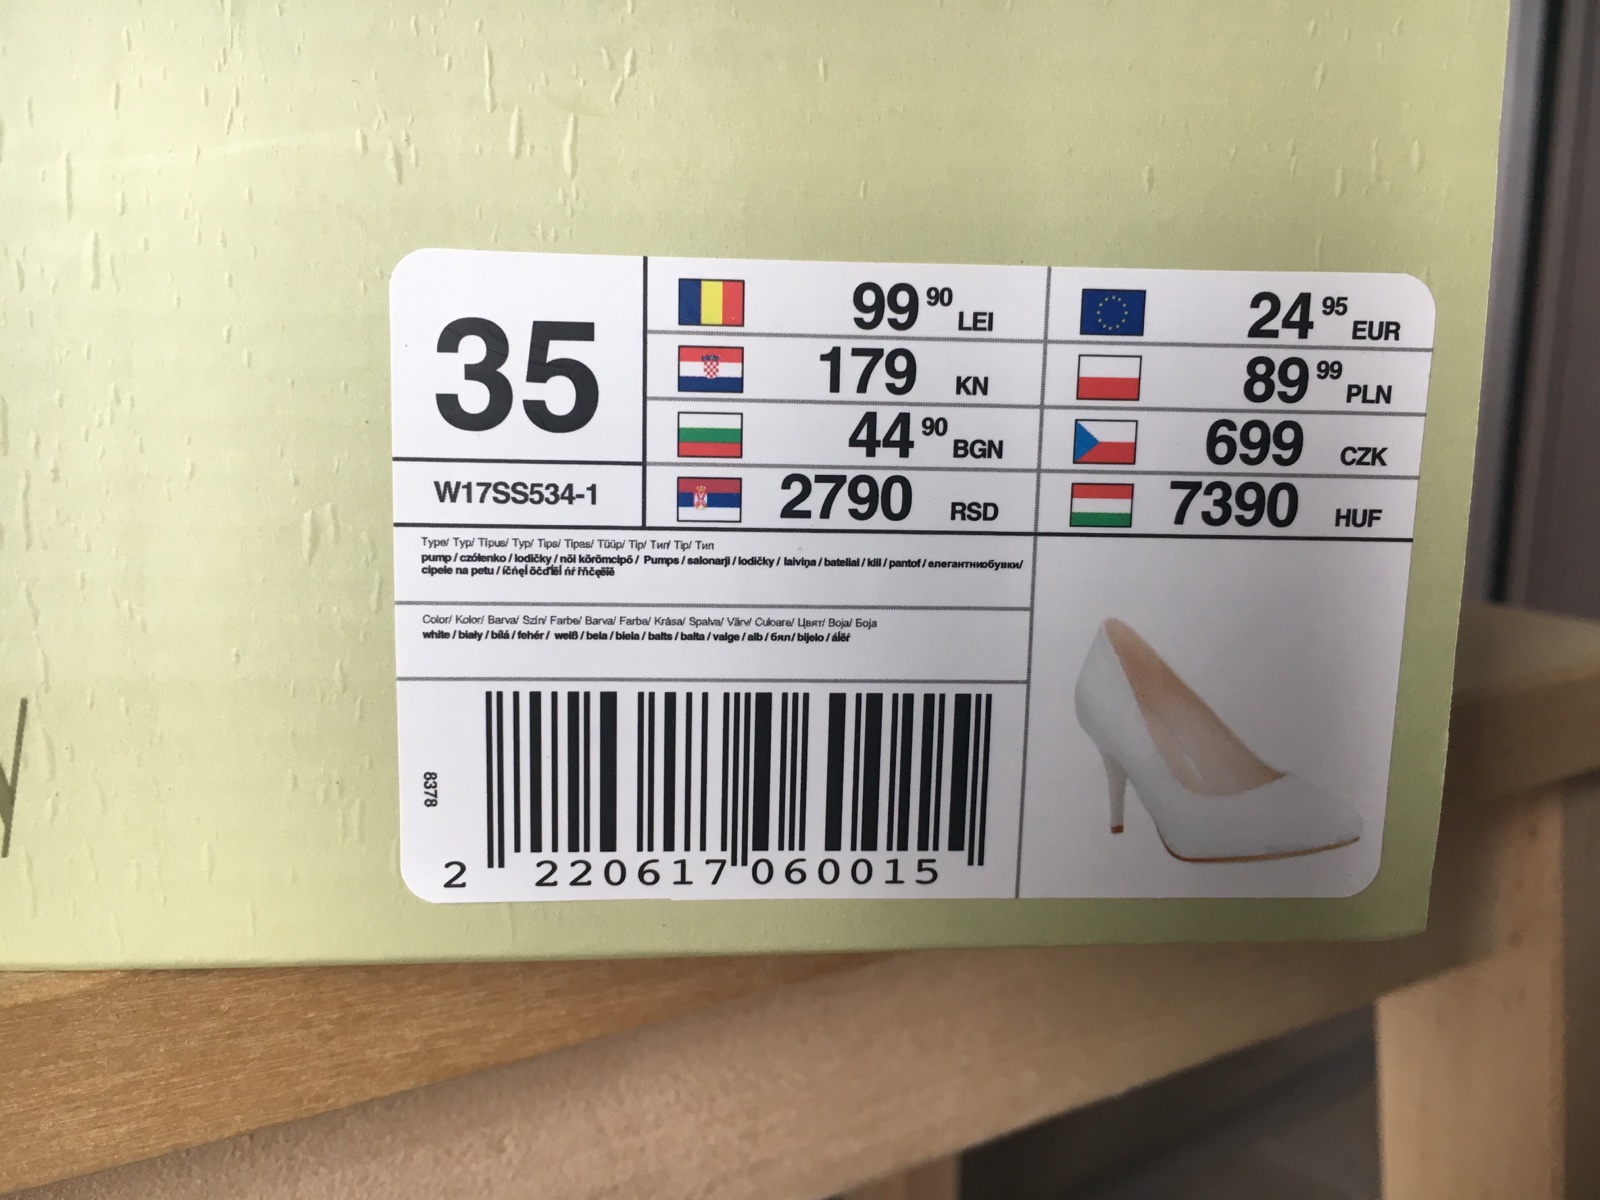 35
W17SS534-1
99 90 LEI
179 KN
44 90 BGN
2790 RSD
24 95 EUR
89 99 PLN
699 CZK
7390 HUF
Type/ Typ/ Típus/ Typ/ Tips/ Tipas/ Tüüp/ Tip/ Тип/ Tip/ Тип
pump / czółenko / lodičky / női körömcipő / Pumps / salonarji / lodičky / laiviņa / bateliai / kiil / pantof / елегантниобувки/
cipele na petu /
Color/ Kolor/ Barva/ Szín/ Farbe/ Barva/ Farba/ Krāsa/ Spalva/ Värv/ Culoare/ Цвят/ Boja/ Боја
white / biały / bílá / fehér / weiß / bela / biela / balts / balta / valge / alb / бял / bijelo / áĺëŕ
8378
2 220617 060015